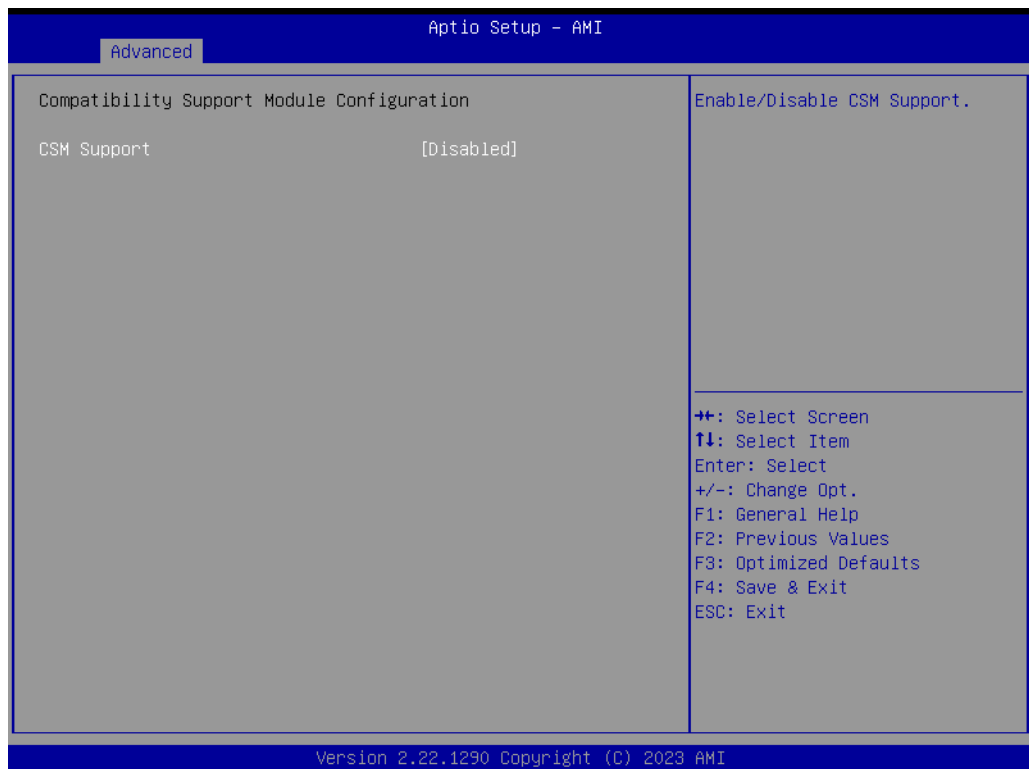 Aptio Setup – AMI
Advanced
Compatibility Support Module Configuration
CSM Support [Disabled]
Enable/Disable CSM Support.
→←: Select Screen
↑↓: Select Item
Enter: Select
+/-: Change Opt.
F1: General Help
F2: Previous Values
F3: Optimized Defaults
F4: Save & Exit
ESC: Exit
Version 2.22.1290 Copyright (C) 2023 AMI